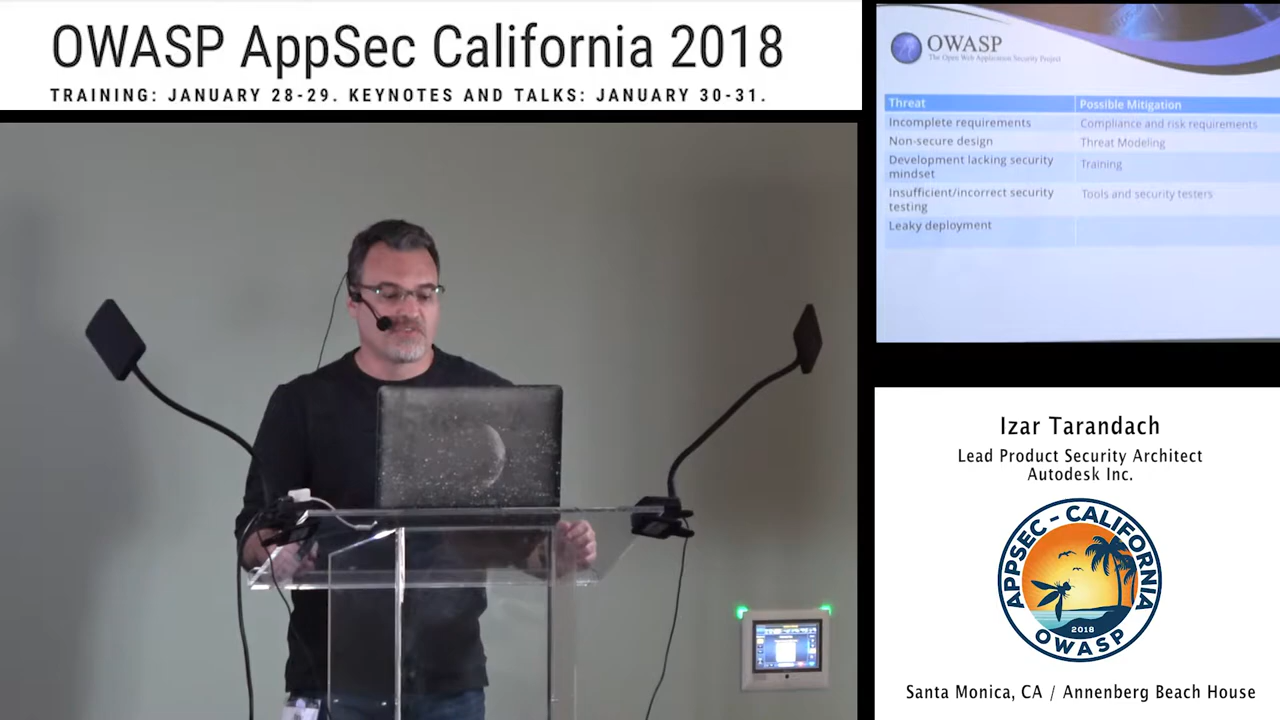 OWASP AppSec California 2018
TRAINING: JANUARY 28-29. KEYNOTES AND TALKS: JANUARY 30-31.
OWASP
The Open Web Application Security Project
Threat
Possible Mitigation
Incomplete requirements
Compliance and risk requirements
Non-secure design
Threat Modeling
Development lacking security
mindset
Training
Insufficient/incorrect security
testing
Tools and security testers
Leaky deployment
Izar Tarandach
Lead Product Security Architect
Autodesk Inc.
APPSEC - CALIFORNIA
2018
OWASP
Santa Monica, CA / Annenberg Beach House